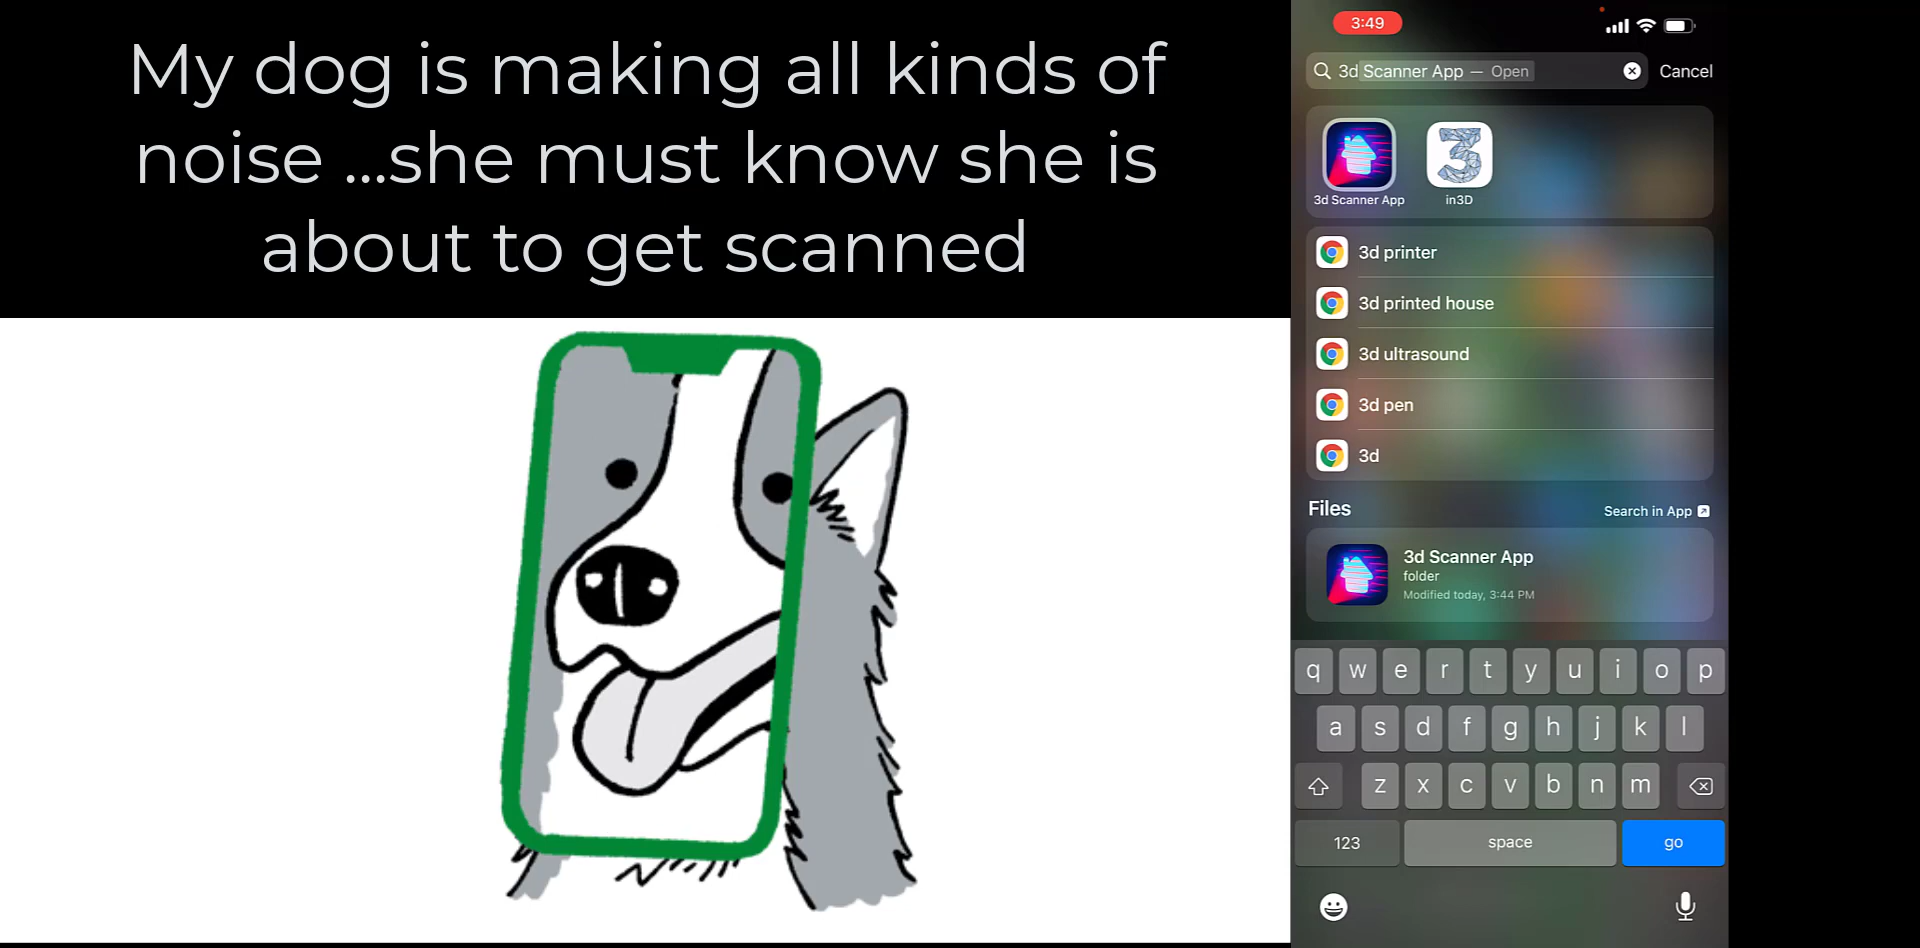 My dog is making all kinds of
noise ...she must know she is
about to get scanned
3:49
3d Scanner App — Open
Cancel
3d Scanner App
in3D
3d printer
3d printed house
3d ultrasound
3d pen
3d
Files
Search in App
3d Scanner App
folder
Modified today, 3:44 PM
q w e r t y u i o p
a s d f g h j k l
z x c v b n m
123 space go